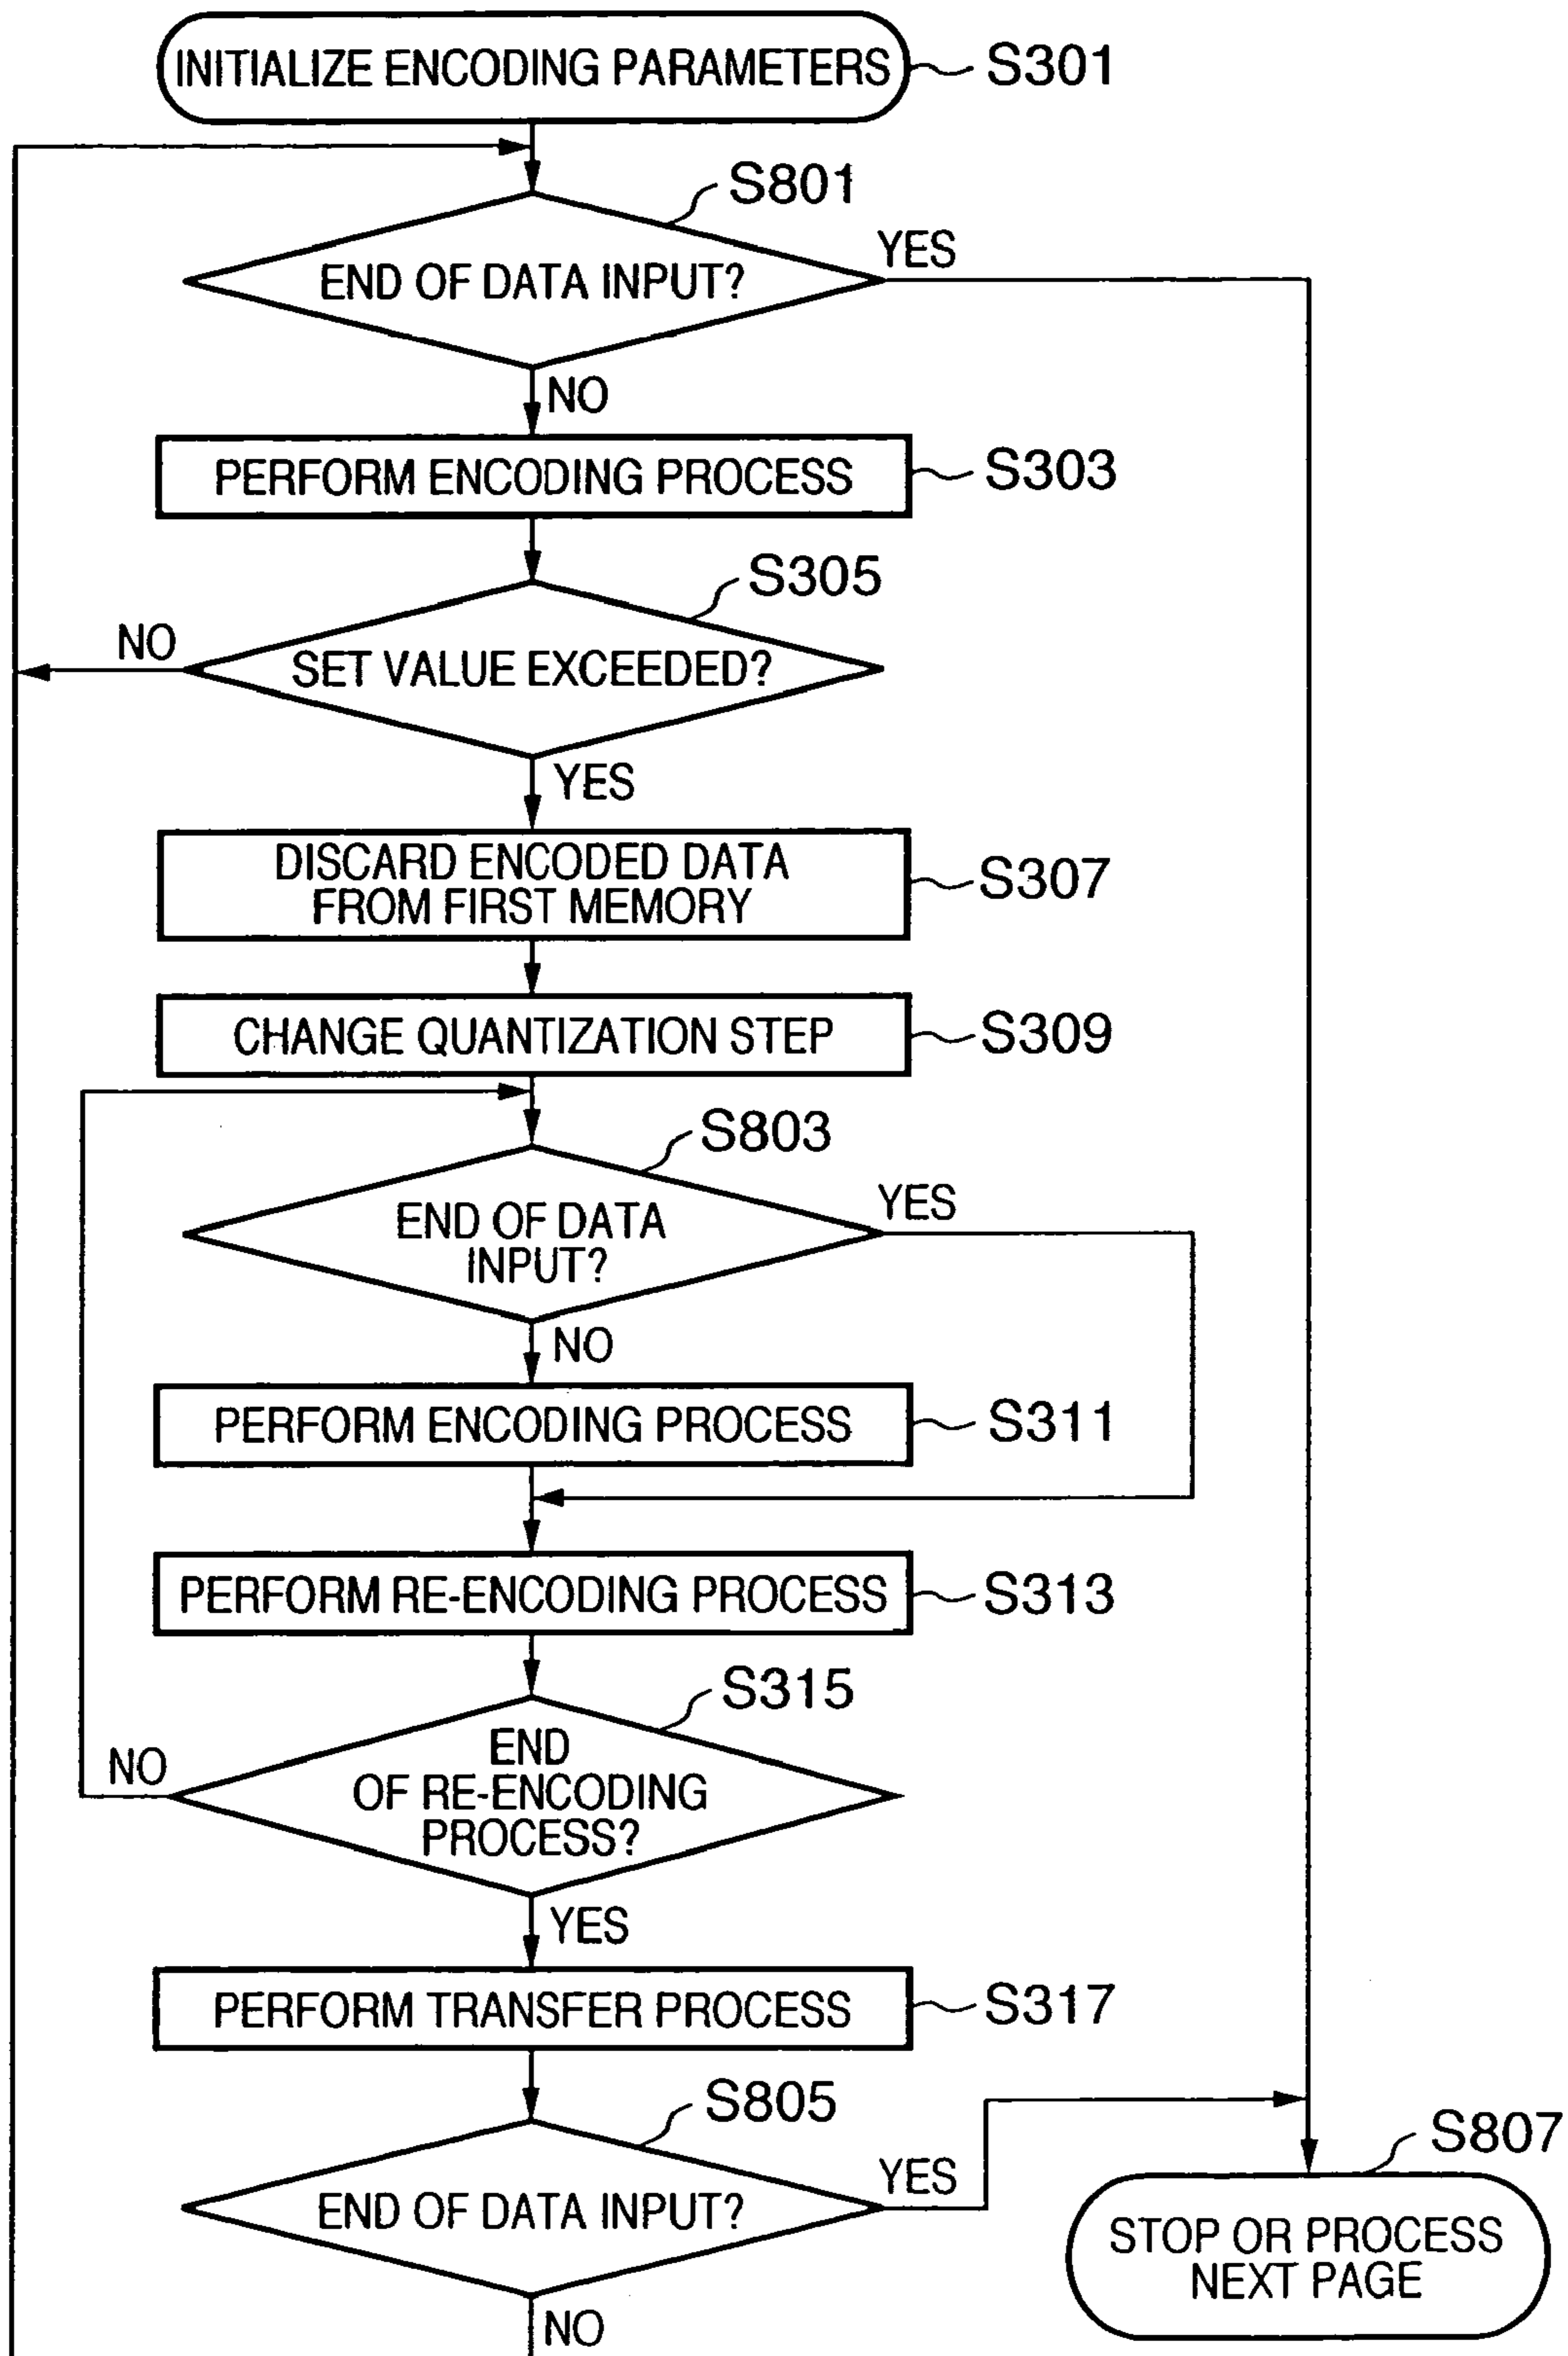 INITIALIZE ENCODING PARAMETERS
S301
S801
END OF DATA INPUT?
YES
NO
PERFORM ENCODING PROCESS
S303
S305
NO
SET VALUE EXCEEDED?
YES
DISCARD ENCODED DATA
FROM FIRST MEMORY
S307
CHANGE QUANTIZATION STEP
S309
S803
END OF DATA
INPUT?
YES
NO
PERFORM ENCODING PROCESS
S311
PERFORM RE-ENCODING PROCESS
S313
S315
NO
END
OF RE-ENCODING
PROCESS?
YES
PERFORM TRANSFER PROCESS
S317
S805
END OF DATA INPUT?
YES
NO
S807
STOP OR PROCESS
NEXT PAGE